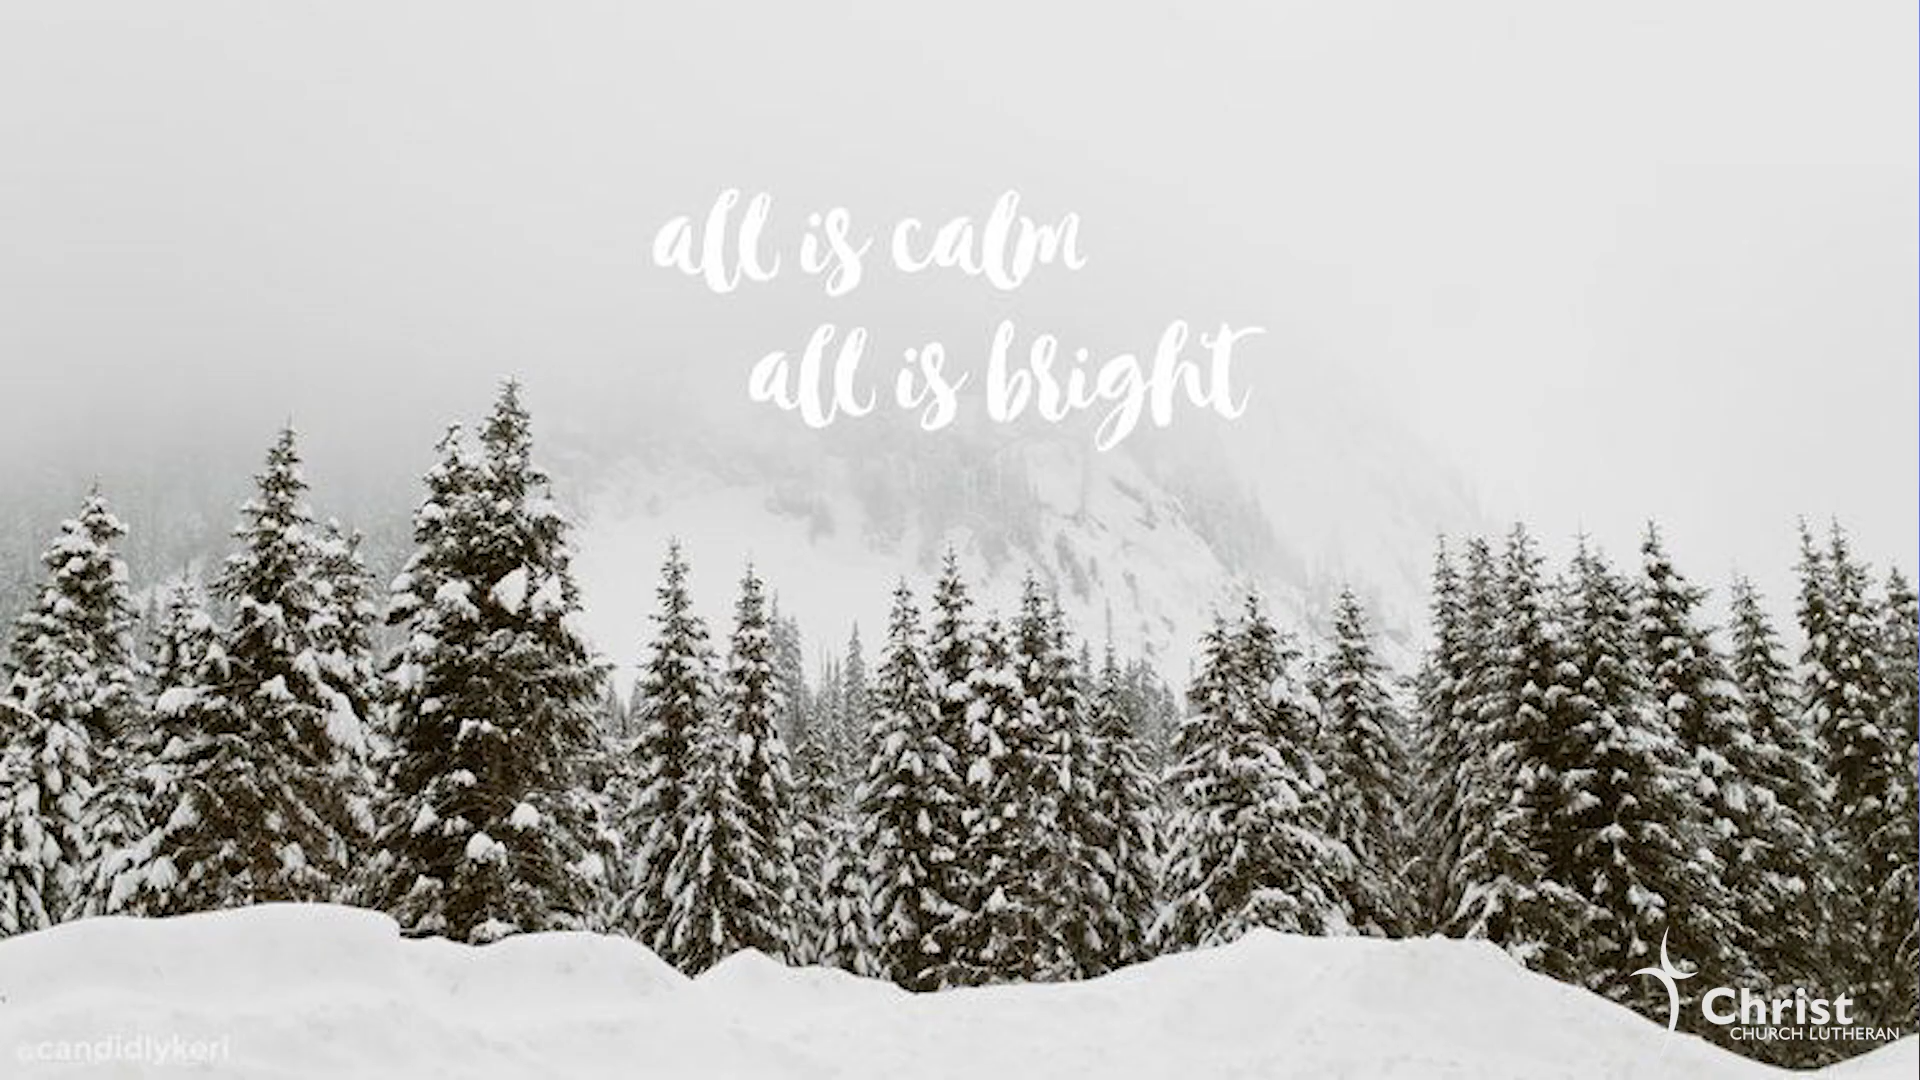 all is calm
all is bright
Christ
CHURCH LUTHERAN
@candidlykeri